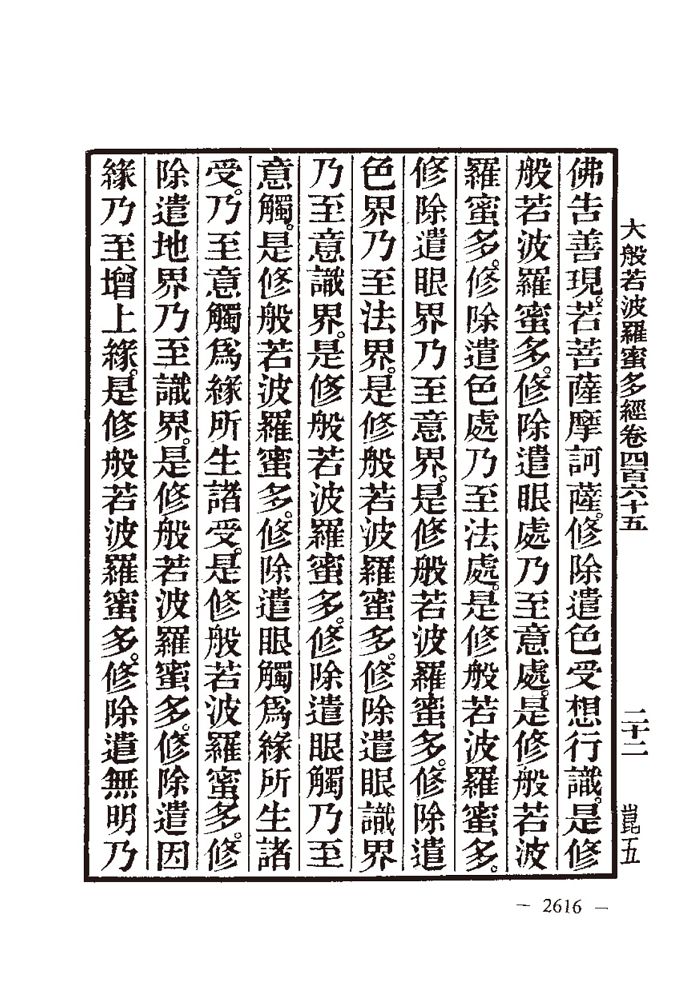 大般若波羅蜜多經卷四百六十五 二十二 崑五
佛告善現。若菩薩摩訶薩。修除遣色受想行識。是修
般若波羅蜜多。修除遣眼處乃至意處。是修般若波
羅蜜多。修除遣色處乃至法處。是修般若波羅蜜多。
修除遣眼界乃至意界。是修般若波羅蜜多。修除遣
色界乃至法界。是修般若波羅蜜多。修除遣眼識界
乃至意識界。是修般若波羅蜜多。修除遣眼觸乃至
意觸。是修般若波羅蜜多。修除遣眼觸爲緣所生諸
受。乃至意觸爲緣所生諸受。是修般若波羅蜜多。修
除遣地界乃至識界。是修般若波羅蜜多。修除遣因
緣乃至增上緣。是修般若波羅蜜多。修除遣無明乃
— 2616 —